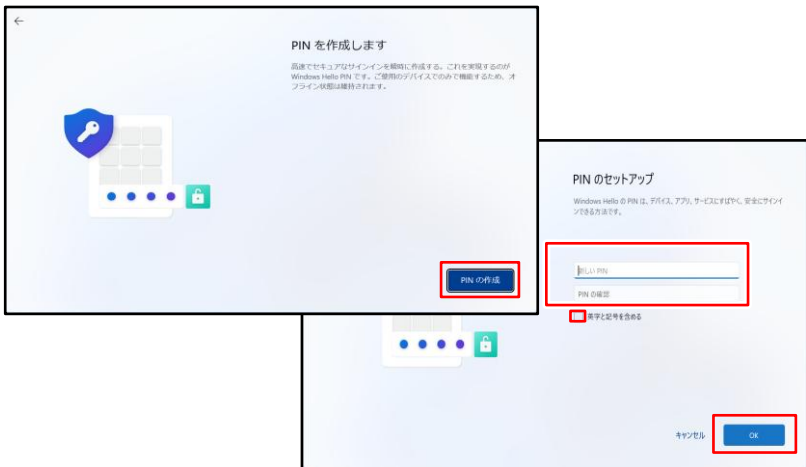 PIN を作成します
高速でセキュアなサインインを瞬時に作成する。これを実現するのが
Windows Hello PIN です。ご使用のデバイスでのみで機能するため、オ
フライン状態は維持されます。
PIN の作成
PIN のセットアップ
Windows Hello の PIN は、デバイス、アプリ、サービスにすばやく、安全にサインイ
ンできる方法です。
新しい PIN
PIN の確認
英字と記号を含める
キャンセル
OK